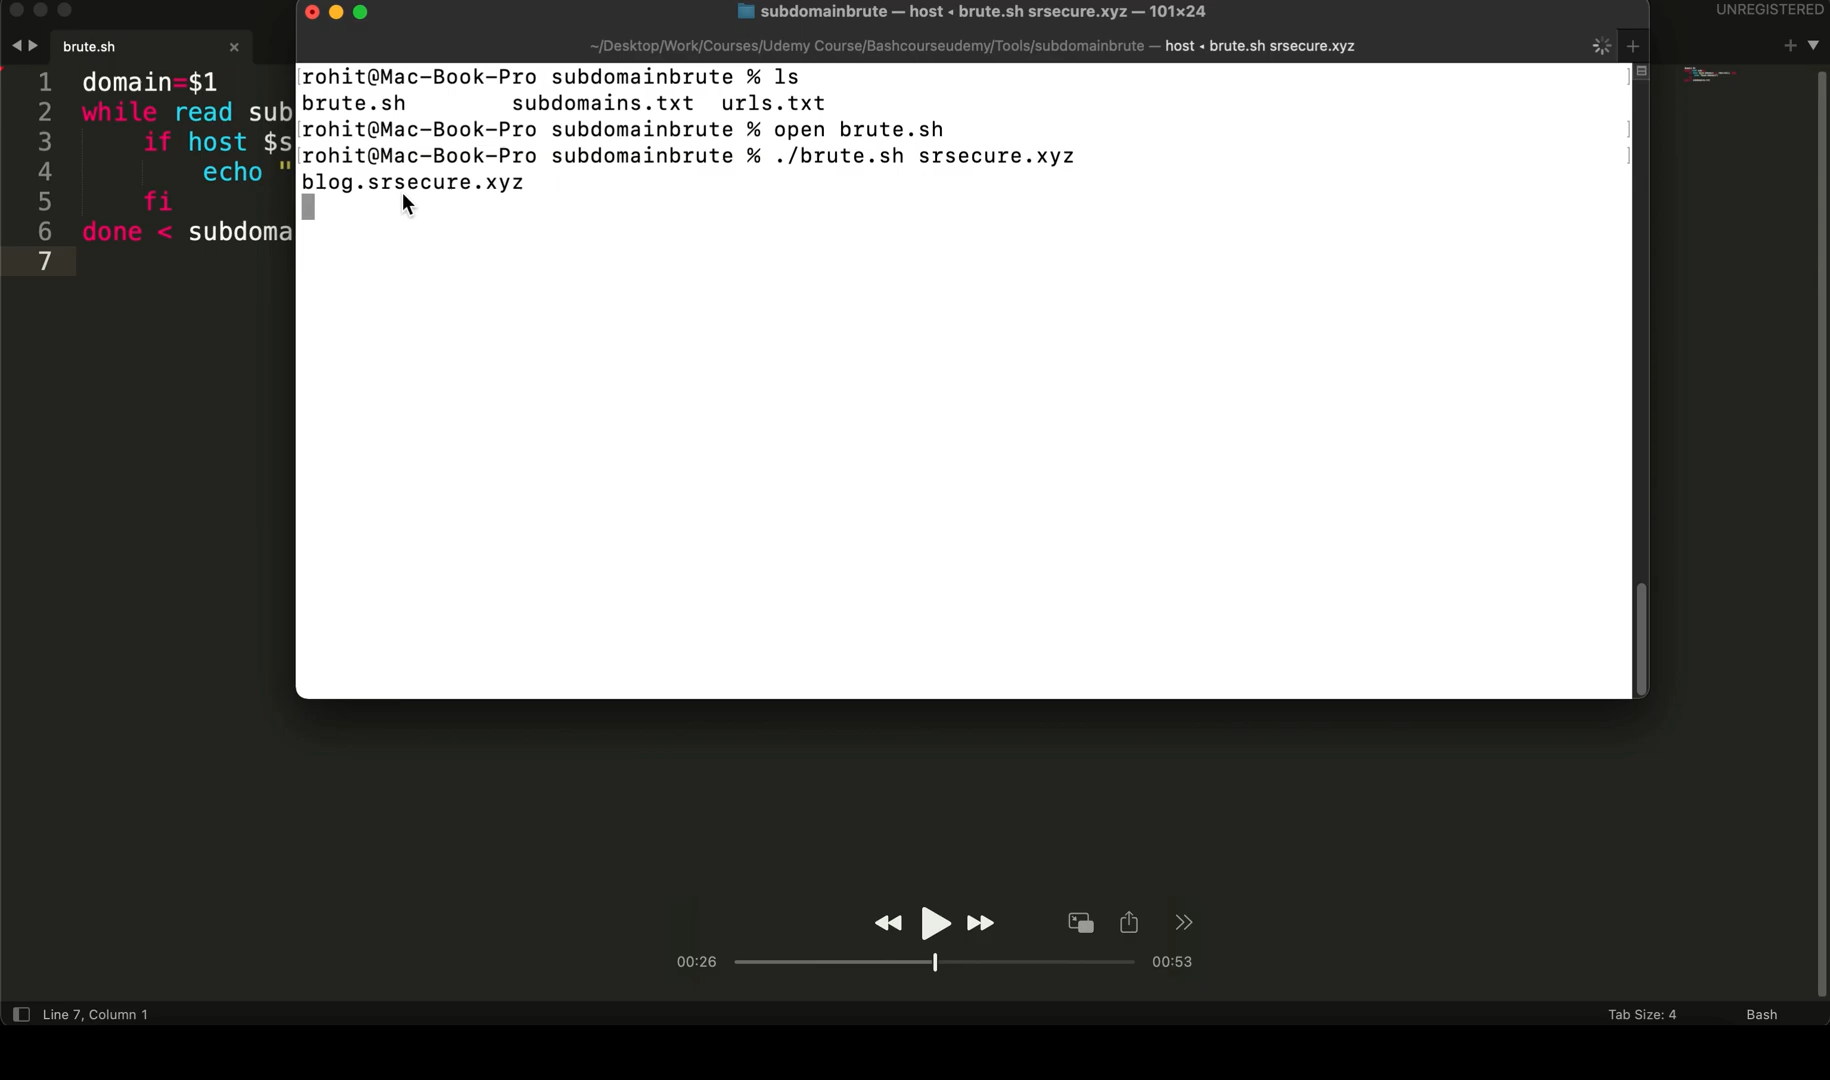 UNREGISTERED
subdomainbrute — host ◂ brute.sh srsecure.xyz — 101×24
brute.sh
~/Desktop/Work/Courses/Udemy Course/Bashcourseudemy/Tools/subdomainbrute — host ◂ brute.sh srsecure.xyz
1 domain=$1
2 while read sub
3 if host $s
4 echo "
5 fi
6 done < subdoma
7
rohit@Mac-Book-Pro subdomainbrute % ls
brute.sh subdomains.txt urls.txt
rohit@Mac-Book-Pro subdomainbrute % open brute.sh
rohit@Mac-Book-Pro subdomainbrute % ./brute.sh srsecure.xyz
blog.srsecure.xyz
00:26 00:53
Line 7, Column 1 Tab Size: 4 Bash